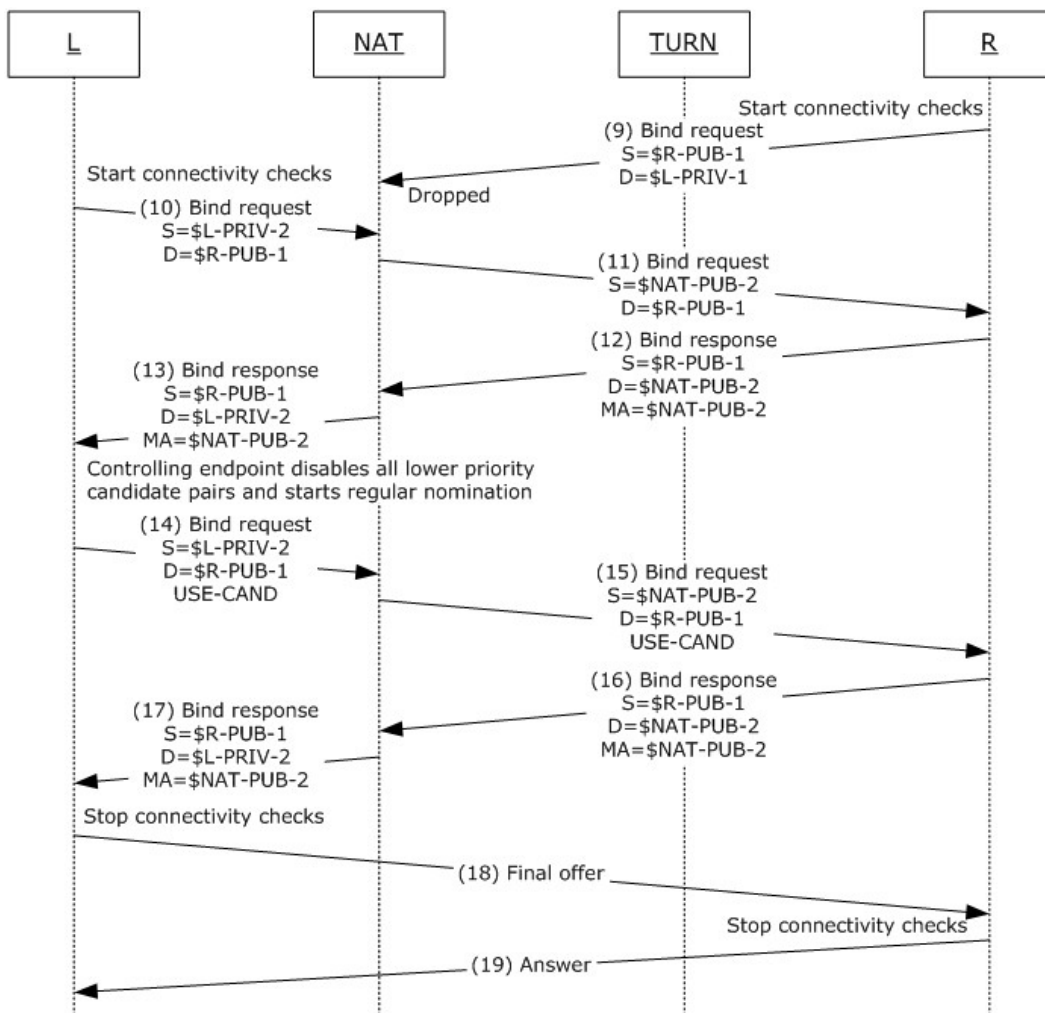 L
NAT
TURN
R
Start connectivity checks
(9) Bind request
S=$R-PUB-1
D=$L-PRIV-1
Dropped
Start connectivity checks
(10) Bind request
S=$L-PRIV-2
D=$R-PUB-1
(11) Bind request
S=$NAT-PUB-2
D=$R-PUB-1
(12) Bind response
S=$R-PUB-1
D=$NAT-PUB-2
MA=$NAT-PUB-2
(13) Bind response
S=$R-PUB-1
D=$L-PRIV-2
MA=$NAT-PUB-2
Controlling endpoint disables all lower priority
candidate pairs and starts regular nomination
(14) Bind request
S=$L-PRIV-2
D=$R-PUB-1
USE-CAND
(15) Bind request
S=$NAT-PUB-2
D=$R-PUB-1
USE-CAND
(16) Bind response
S=$R-PUB-1
D=$NAT-PUB-2
MA=$NAT-PUB-2
(17) Bind response
S=$R-PUB-1
D=$L-PRIV-2
MA=$NAT-PUB-2
Stop connectivity checks
(18) Final offer
Stop connectivity checks
(19) Answer